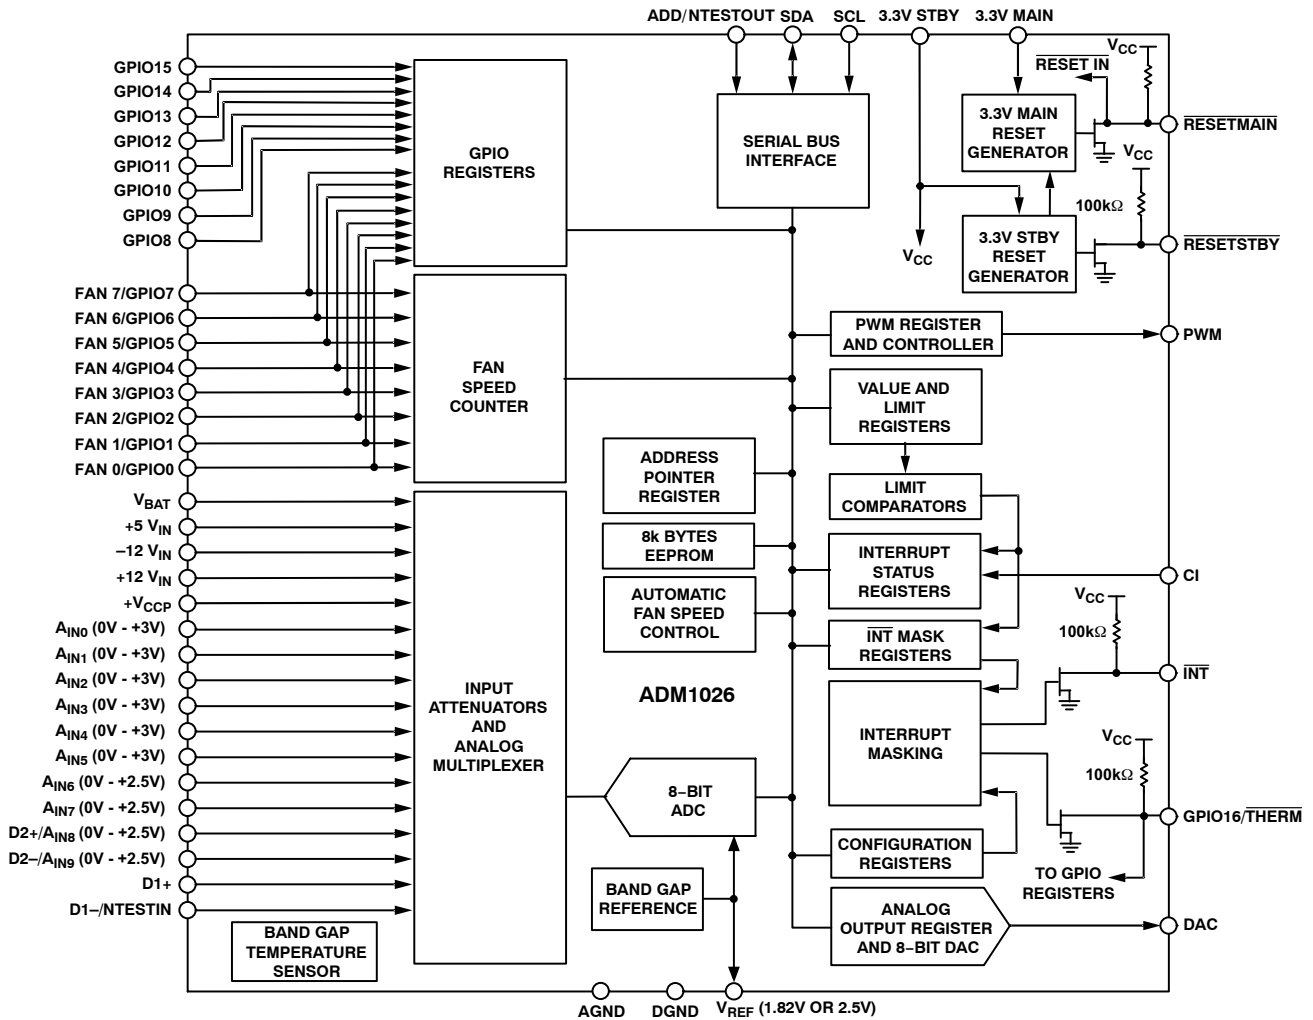 ADD/NTESTOUT SDA SCL 3.3V STBY 3.3V MAIN
GPIO15
GPIO14
GPIO13
GPIO12
GPIO11
GPIO10
GPIO9
GPIO8
FAN 7/GPIO7
FAN 6/GPIO6
FAN 5/GPIO5
FAN 4/GPIO4
FAN 3/GPIO3
FAN 2/GPIO2
FAN 1/GPIO1
FAN 0/GPIO0
VBAT
+5 VIN
–12 VIN
+12 VIN
+VCCP
AIN0 (0V - +3V)
AIN1 (0V - +3V)
AIN2 (0V - +3V)
AIN3 (0V - +3V)
AIN4 (0V - +3V)
AIN5 (0V - +3V)
AIN6 (0V - +2.5V)
AIN7 (0V - +2.5V)
D2+/AIN8 (0V - +2.5V)
D2–/AIN9 (0V - +2.5V)
D1+
D1–/NTESTIN
GPIO
REGISTERS
FAN
SPEED
COUNTER
INPUT
ATTENUATORS
AND
ANALOG
MULTIPLEXER
BAND GAP
TEMPERATURE
SENSOR
SERIAL BUS
INTERFACE
ADDRESS
POINTER
REGISTER
8k BYTES
EEPROM
AUTOMATIC
FAN SPEED
CONTROL
ADM1026
8–BIT
ADC
BAND GAP
REFERENCE
VCC
3.3V MAIN
RESET
GENERATOR
3.3V STBY
RESET
GENERATOR
RESET IN
VCC
RESETMAIN
VCC
100kΩ
RESETSTBY
PWM REGISTER
AND CONTROLLER
PWM
VALUE AND
LIMIT
REGISTERS
LIMIT
COMPARATORS
INTERRUPT
STATUS
REGISTERS
CI
INT MASK
REGISTERS
VCC
100kΩ
INT
INTERRUPT
MASKING
VCC
100kΩ
GPIO16/THERM
CONFIGURATION
REGISTERS
TO GPIO
REGISTERS
ANALOG
OUTPUT REGISTER
AND 8–BIT DAC
DAC
AGND DGND VREF (1.82V OR 2.5V)